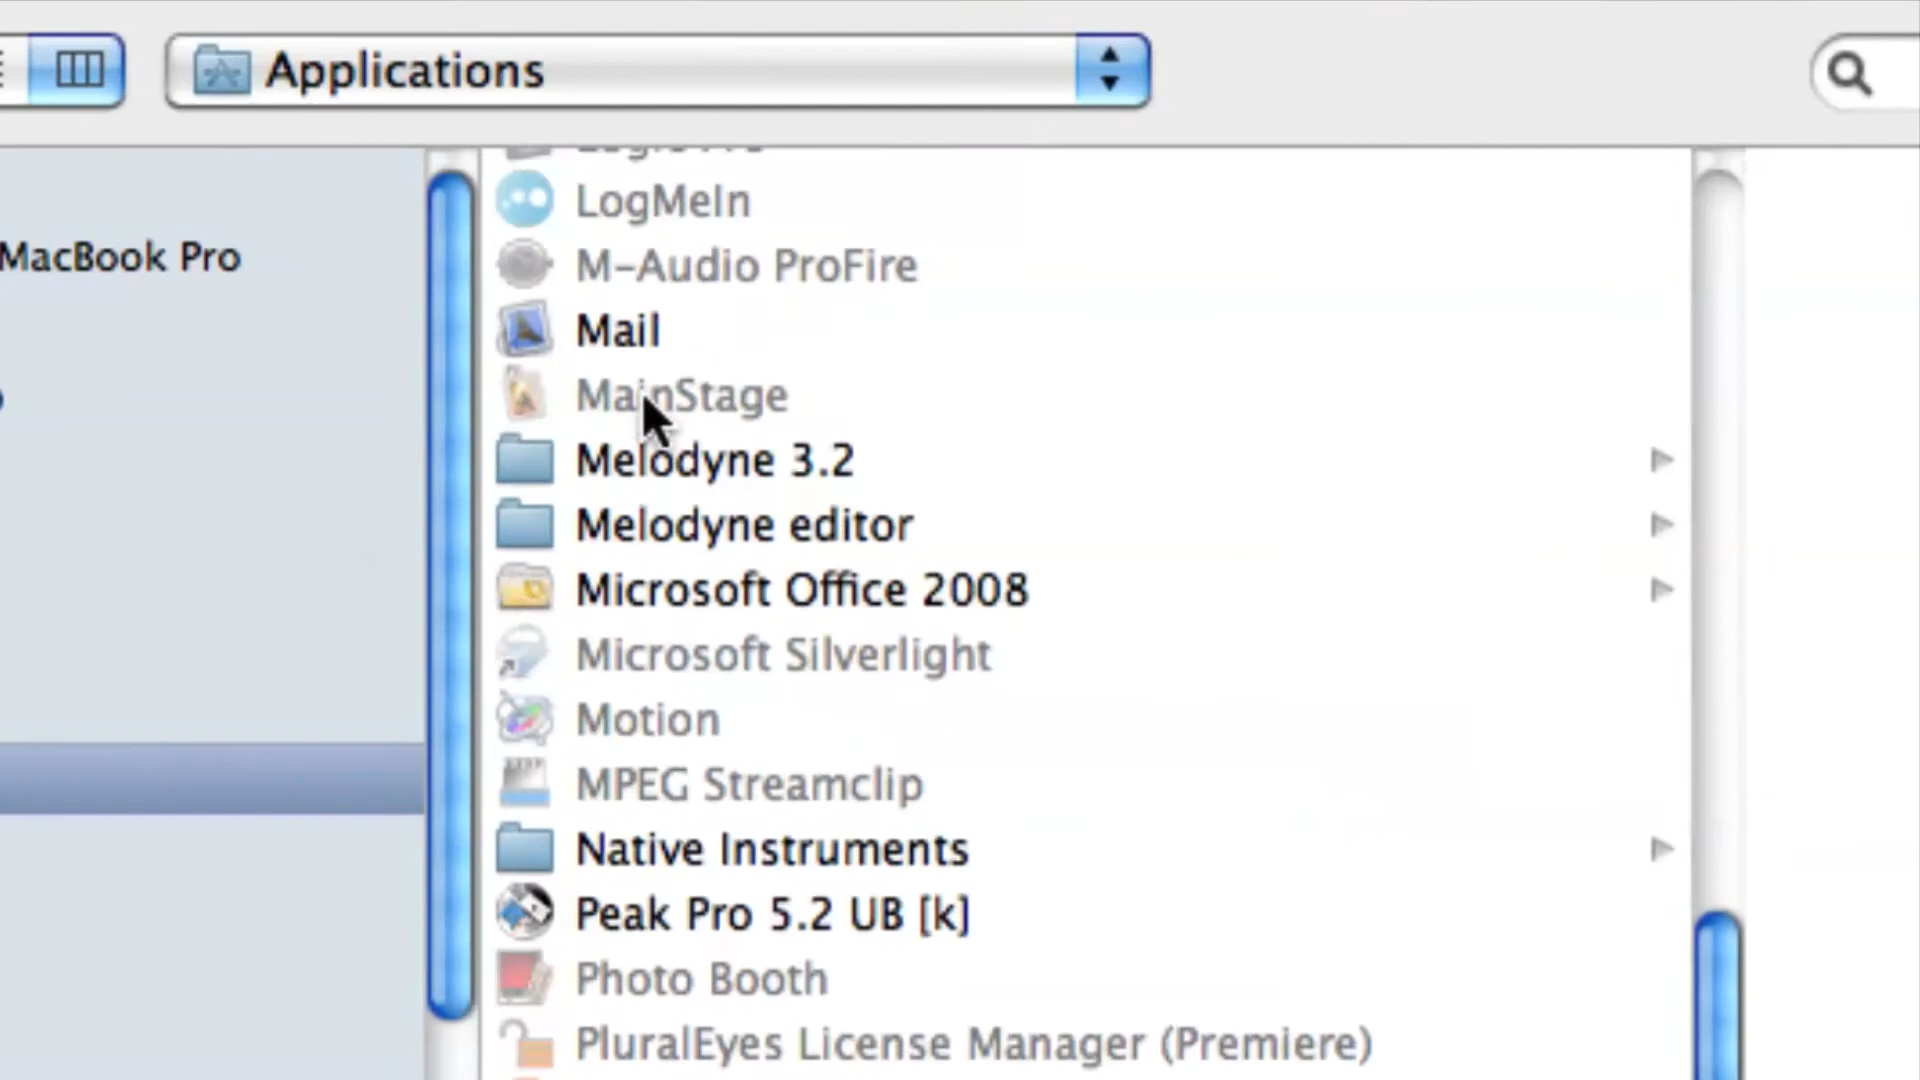 Applications
MacBook Pro
LogMeIn
M-Audio ProFire
Mail
MainStage
Melodyne 3.2
Melodyne editor
Microsoft Office 2008
Microsoft Silverlight
Motion
MPEG Streamclip
Native Instruments
Peak Pro 5.2 UB [k]
Photo Booth
PluralEyes License Manager (Premiere)